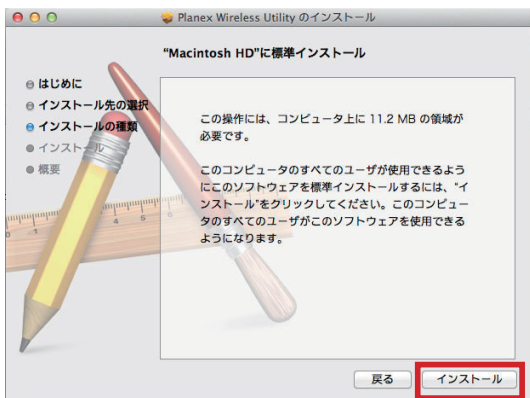 Planex Wireless Utility のインストール
"Macintosh HD"に標準インストール
はじめに
インストール先の選択
インストールの種類
インストール
概要
この操作には、コンピュータ上に 11.2 MB の領域が
必要です。
このコンピュータのすべてのユーザが使用できるよう
にこのソフトウェアを標準インストールするには、"イ
ンストール"をクリックしてください。このコンピュー
タのすべてのユーザがこのソフトウェアを使用できる
ようになります。
戻る
インストール